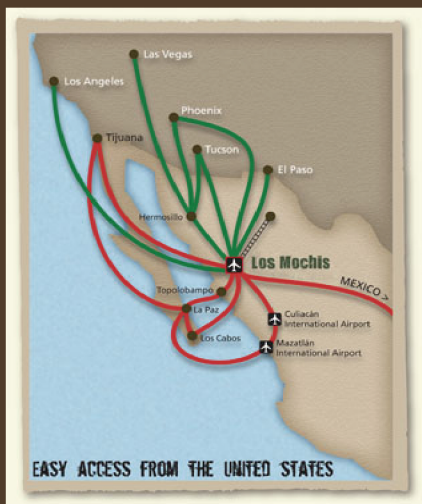 Las Vegas
Los Angeles
Phoenix
Tijuana
Tucson
El Paso
Hermosillo
Los Mochis
Topolobampo
MEXICO >
La Paz
Culiacán
International Airport
Los Cabos
Mazatlán
International Airport
EASY ACCESS FROM THE UNITED STATES